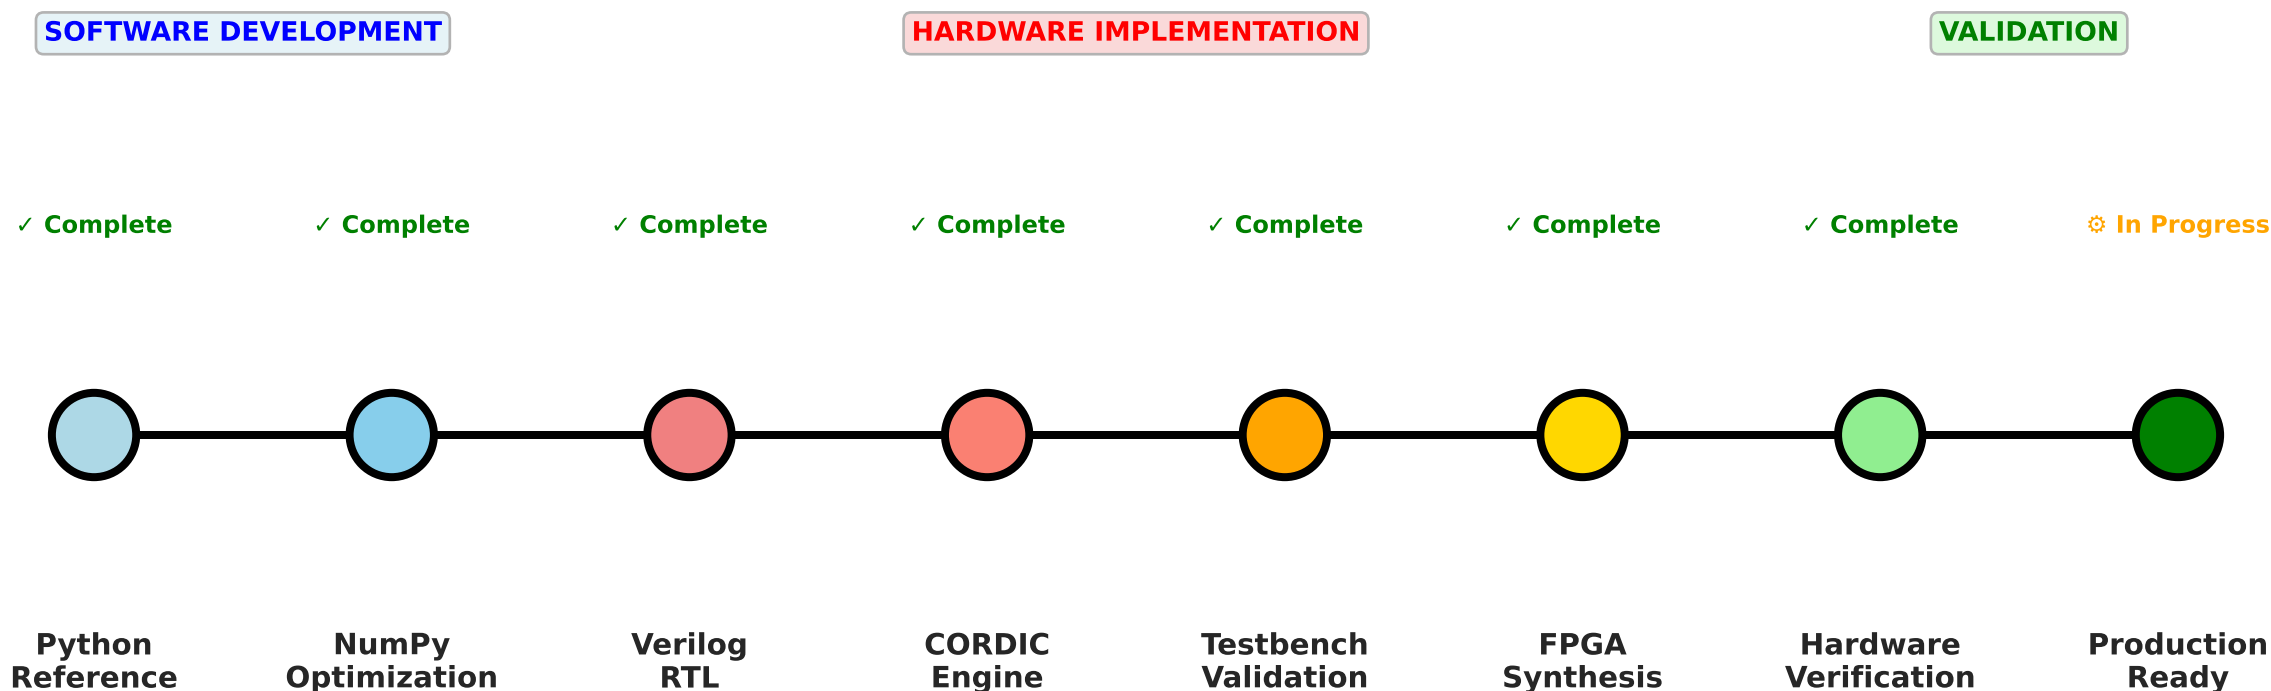 SOFTWARE DEVELOPMENT
HARDWARE IMPLEMENTATION
VALIDATION
✓ Complete
✓ Complete
✓ Complete
✓ Complete
✓ Complete
✓ Complete
✓ Complete
⚙ In Progress
Python
Reference
NumPy
Optimization
Verilog
RTL
CORDIC
Engine
Testbench
Validation
FPGA
Synthesis
Hardware
Verification
Production
Ready